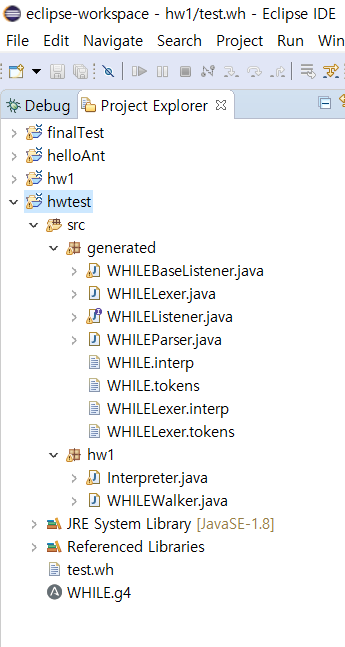 eclipse-workspace - hw1/test.wh - Eclipse IDE
File Edit Navigate Search Project Run Win
Debug Project Explorer
finalTest
helloAnt
hw1
hwtest
src
generated
WHILEBaseListener.java
WHILELexer.java
WHILEListener.java
WHILEParser.java
WHILE.interp
WHILE.tokens
WHILELexer.interp
WHILELexer.tokens
hw1
Interpreter.java
WHILEWalker.java
JRE System Library [JavaSE-1.8]
Referenced Libraries
test.wh
WHILE.g4